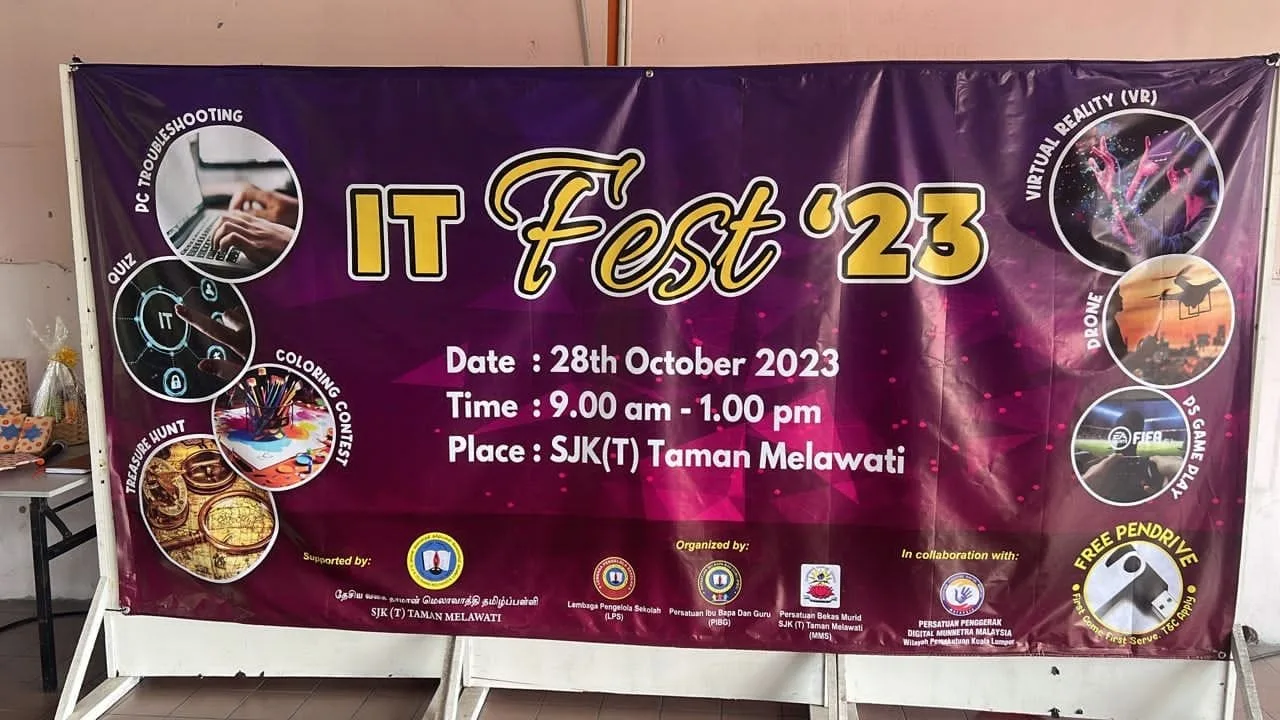 PC TROUBLESHOOTING
QUIZ
IT
COLORING CONTEST
TREASURE HUNT
IT Fest '23
Date : 28th October 2023
Time : 9.00 am - 1.00 pm
Place : SJK(T) Taman Melawati
VIRTUAL REALITY (VR)
DRONE
PS GAME PLAY
EA FIFA
FREE PENDRIVE
First Come First Serve. T&C Apply
Supported by:
தேசிய வகை தாமான் மெலாவாத்தி தமிழ்ப்பள்ளி
SJK (T) TAMAN MELAWATI
Organized by:
Lembaga Pengelola Sekolah
(LPS)
Persatuan Ibu Bapa Dan Guru
(PIBG)
Persatuan Bekas Murid
SJK (T) Taman Melawati
(MMS)
In collaboration with:
PERSATUAN PENGGERAK
DIGITAL MUNNETRA MALAYSIA
Wilayah Persekutuan Kuala Lumpur